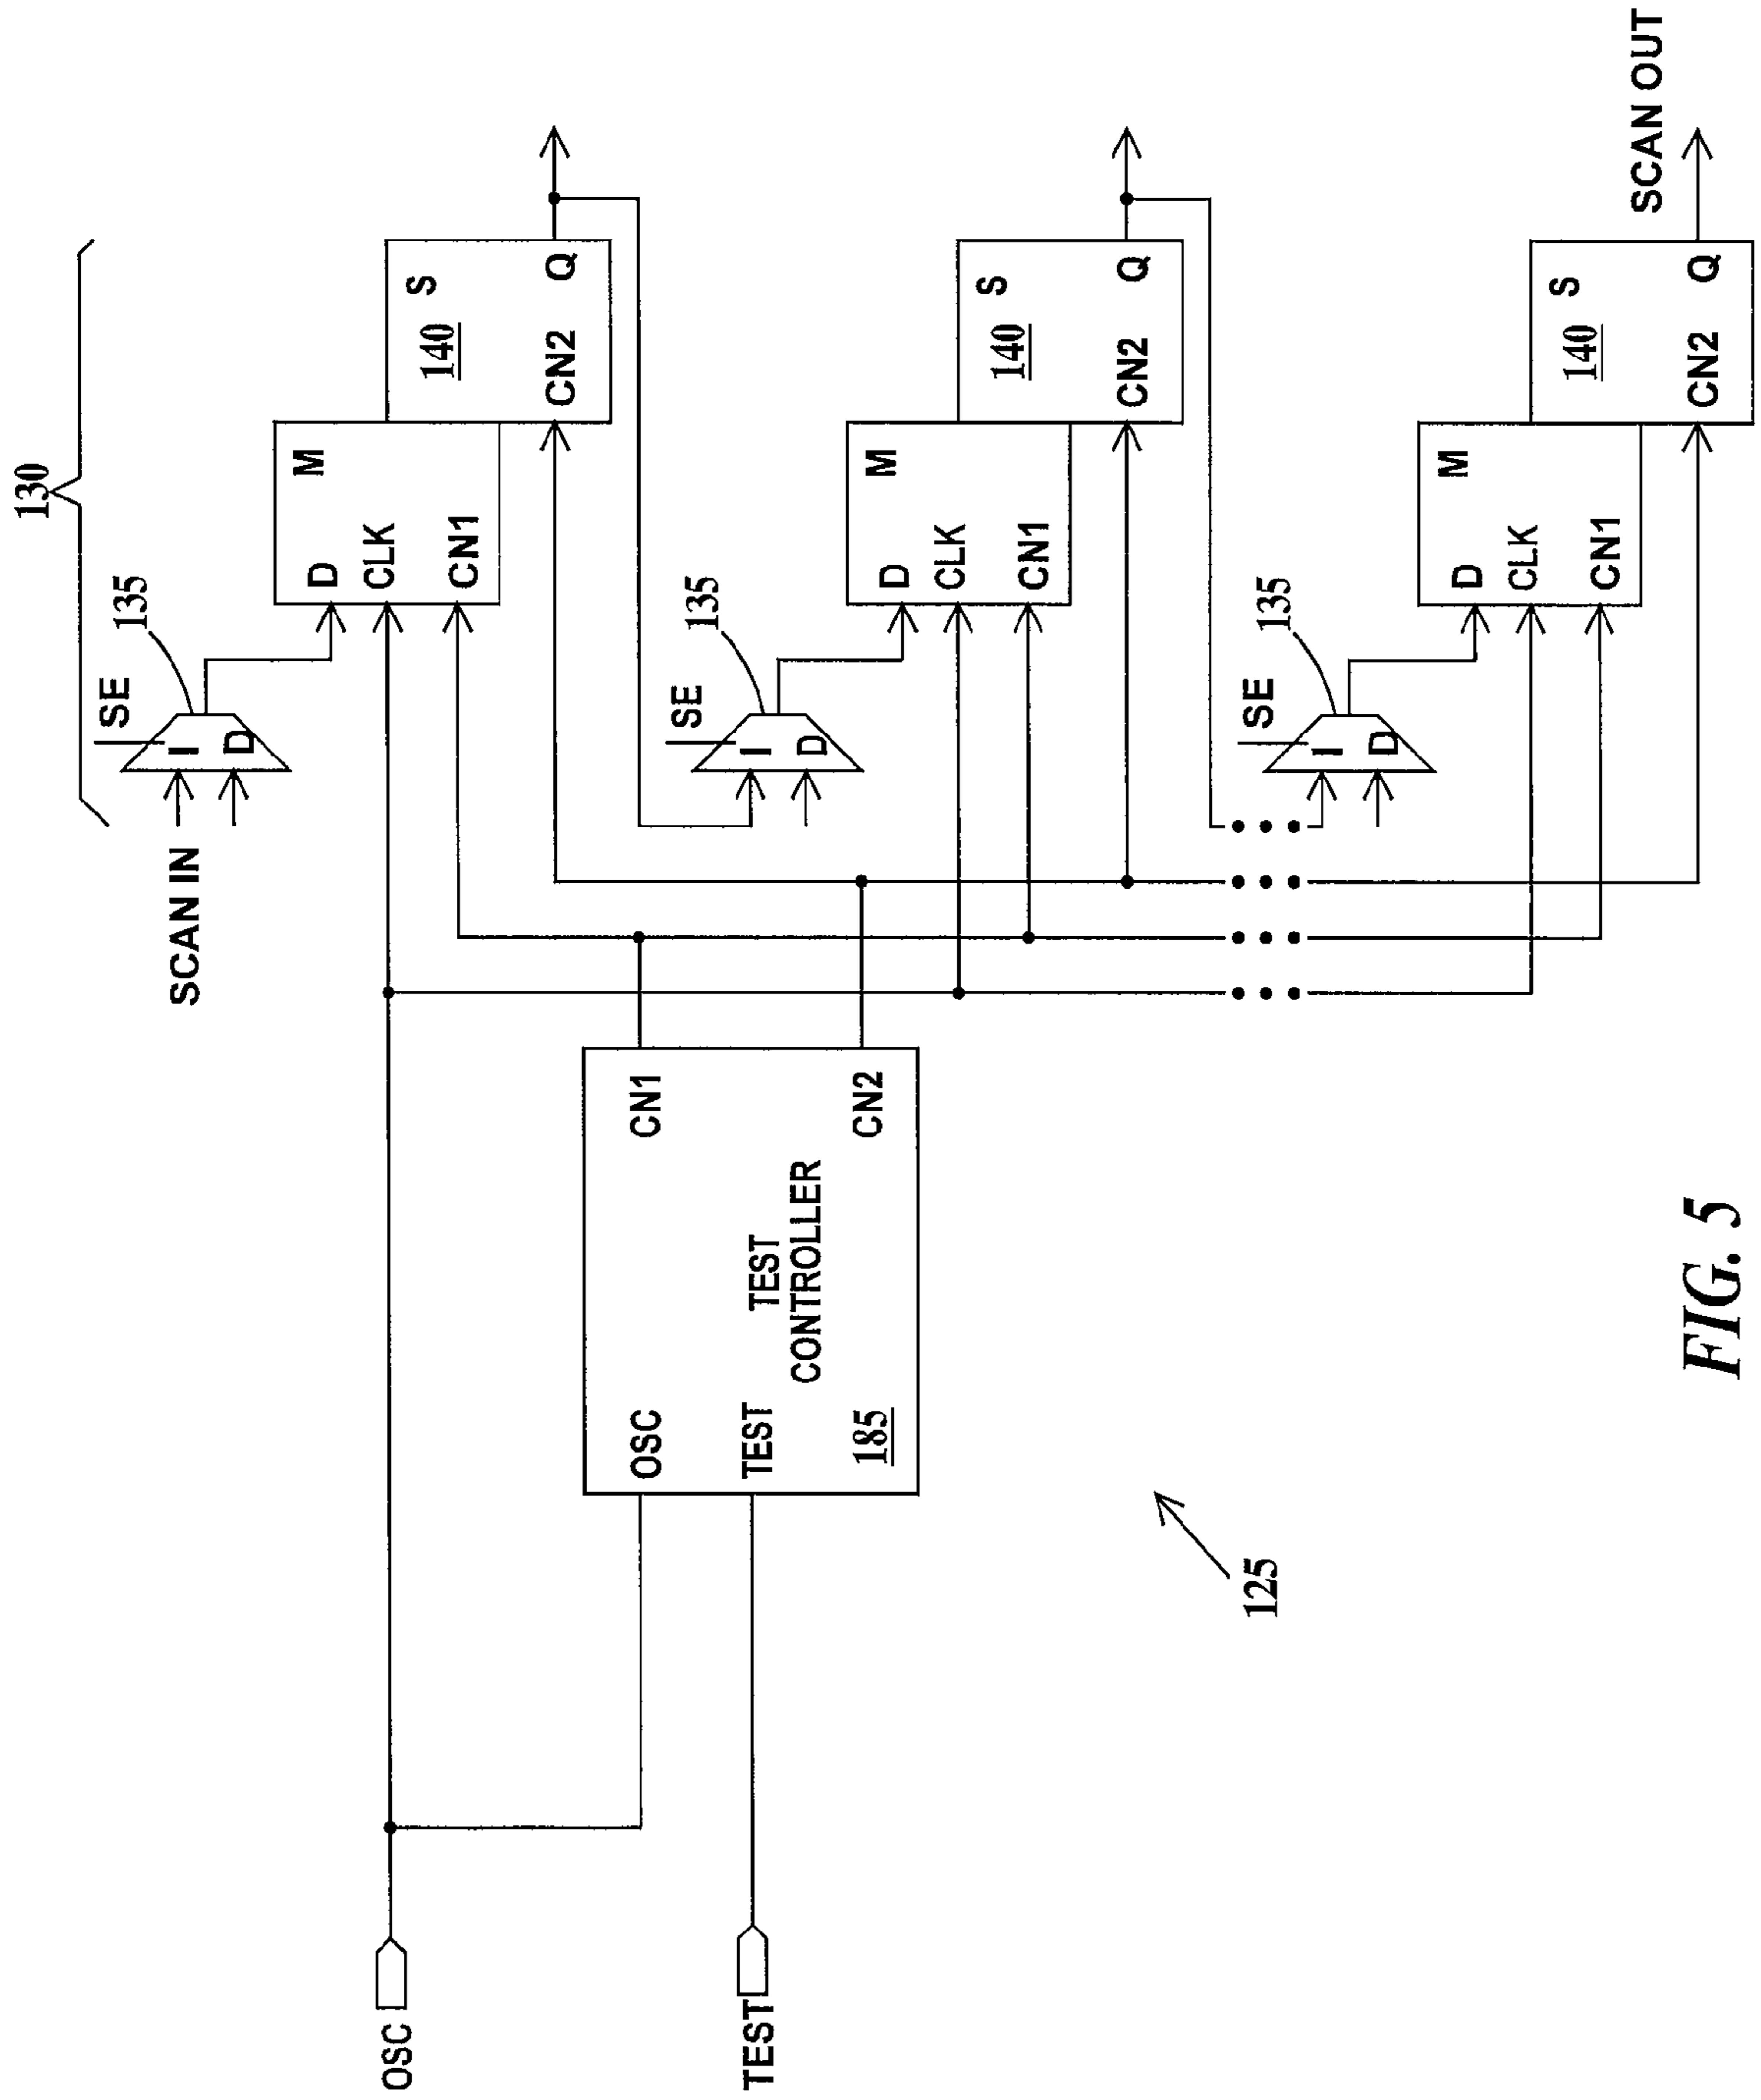 130
SE
135
SCAN IN
I
D
D
CLK
CN1
M
S
140
CN2
Q
SE
135
I
D
D
CLK
CN1
M
S
140
CN2
Q
SE
135
I
D
D
CLK
CN1
M
S
140
CN2
Q
SCAN OUT
OSC
TEST
OSC
TEST
TEST
CONTROLLER
185
CN1
CN2
125
FIG. 5